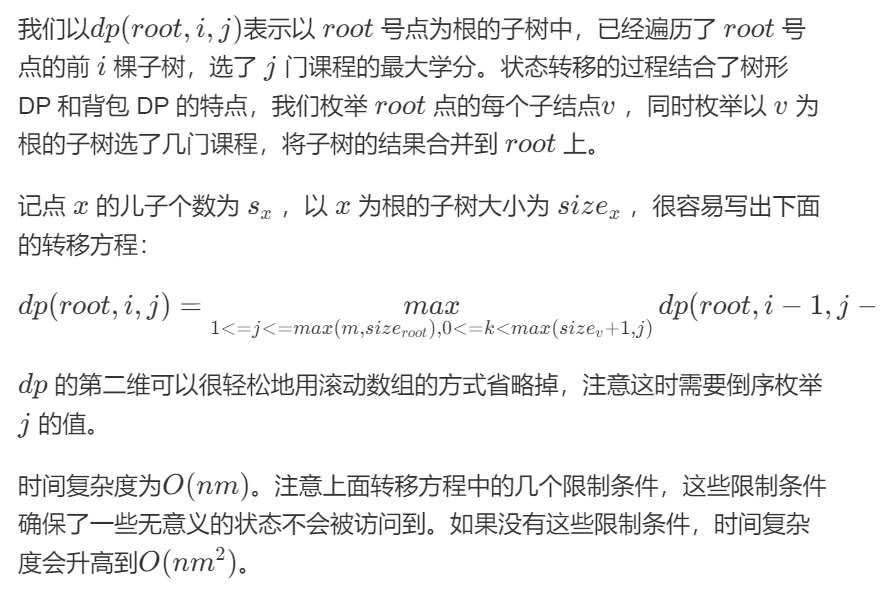 我们以dp(root, i, j)表示以 root 号点为根的子树中，已经遍历了 root 号
点的前 i 棵子树，选了 j 门课程的最大学分。状态转移的过程结合了树形
DP 和背包 DP 的特点，我们枚举 root 点的每个子结点v ，同时枚举以 v 为
根的子树选了几门课程，将子树的结果合并到 root 上。
记点 x 的儿子个数为 s_x ，以 x 为根的子树大小为 size_x ，很容易写出下面
的转移方程：
dp(root, i, j) = max dp(root, i − 1, j −
1<=j<=max(m,size_root),0<=k<max(size_v+1,j)
dp 的第二维可以很轻松地用滚动数组的方式省略掉，注意这时需要倒序枚举
j 的值。
时间复杂度为O(nm)。注意上面转移方程中的几个限制条件，这些限制条件
确保了一些无意义的状态不会被访问到。如果没有这些限制条件，时间复杂
度会升高到O(nm²)。